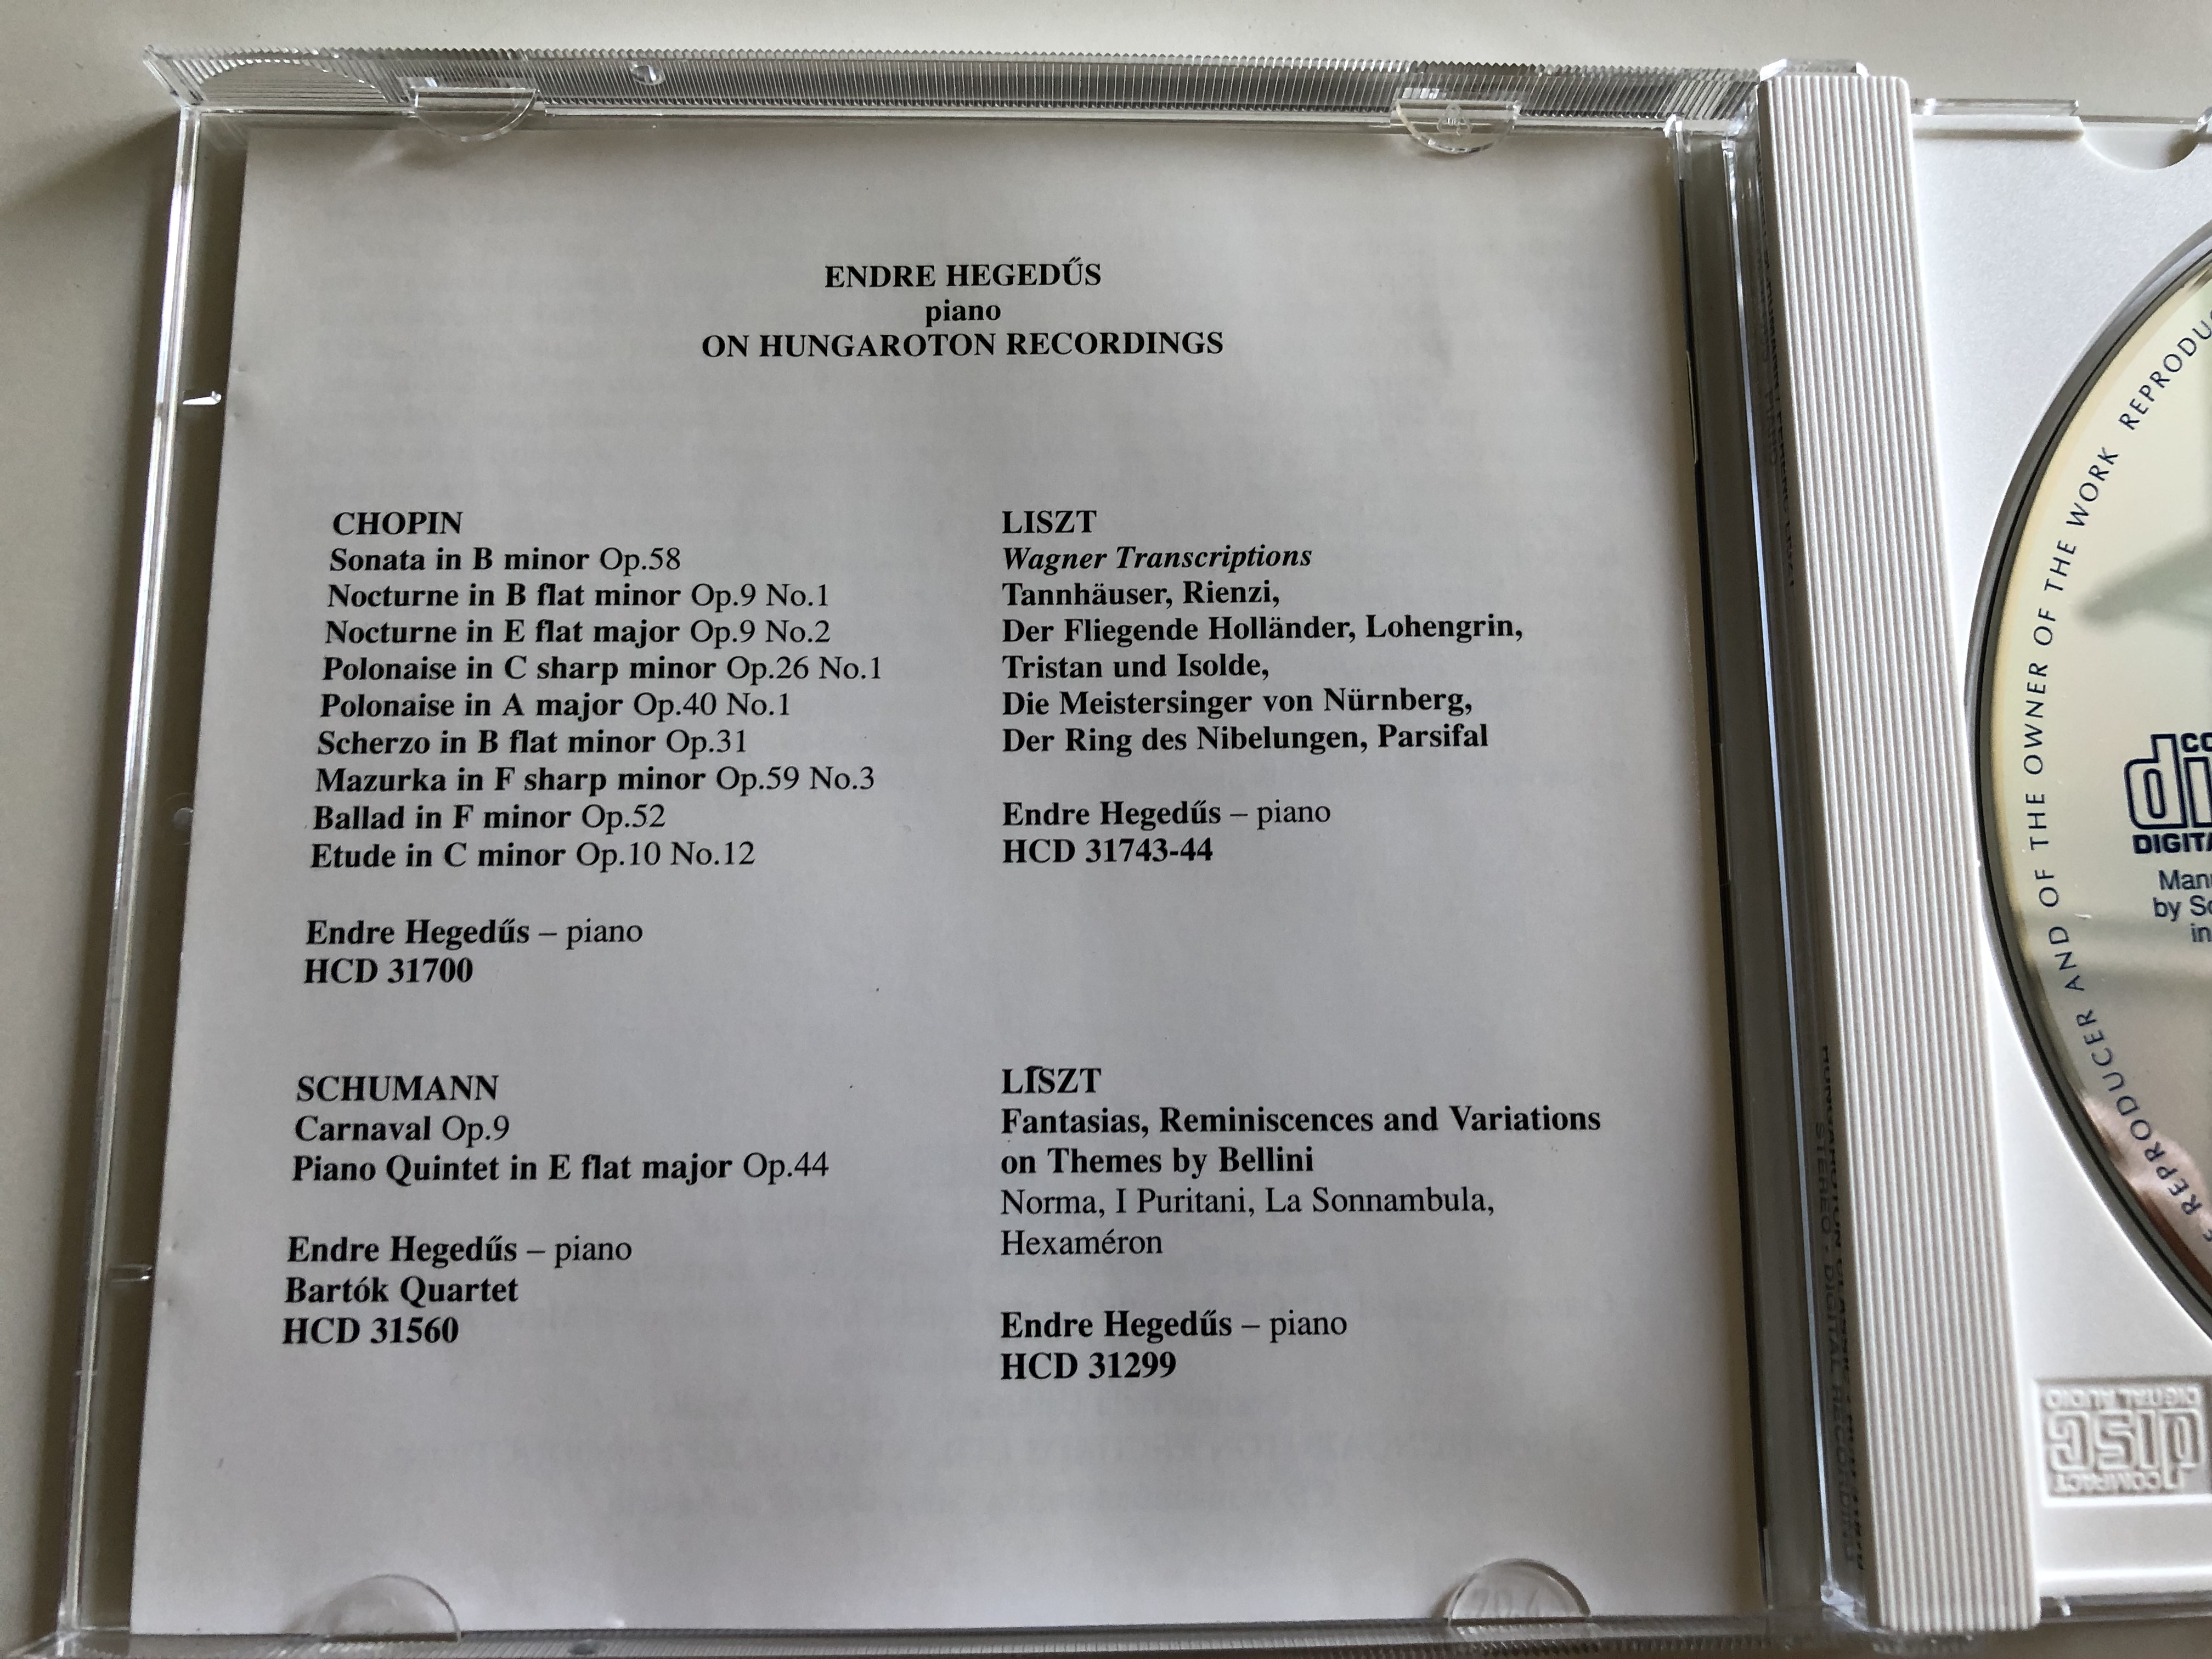 ENDRE HEGEDŰS
piano
ON HUNGAROTON RECORDINGS
CHOPIN
Sonata in B minor Op.58
Nocturne in B flat minor Op.9 No.1
Nocturne in E flat major Op.9 No.2
Polonaise in C sharp minor Op.26 No.1
Polonaise in A major Op.40 No.1
Scherzo in B flat minor Op.31
Mazurka in F sharp minor Op.59 No.3
Ballad in F minor Op.52
Etude in C minor Op.10 No.12
Endre Hegedűs – piano
HCD 31700
SCHUMANN
Carnaval Op.9
Piano Quintet in E flat major Op.44
Endre Hegedűs – piano
Bartók Quartet
HCD 31560
LISZT
Wagner Transcriptions
Tannhäuser, Rienzi,
Der Fliegende Holländer, Lohengrin,
Tristan und Isolde,
Die Meistersinger von Nürnberg,
Der Ring des Nibelungen, Parsifal
Endre Hegedűs – piano
HCD 31743-44
LISZT
Fantasias, Reminiscences and Variations
on Themes by Bellini
Norma, I Puritani, La Sonnambula,
Hexaméron
Endre Hegedűs – piano
HCD 31299
REPRODUCER AND OF THE OWNER OF THE WORK REPRODU
by
in
COMPACT
disc
DIGITAL AUDIO